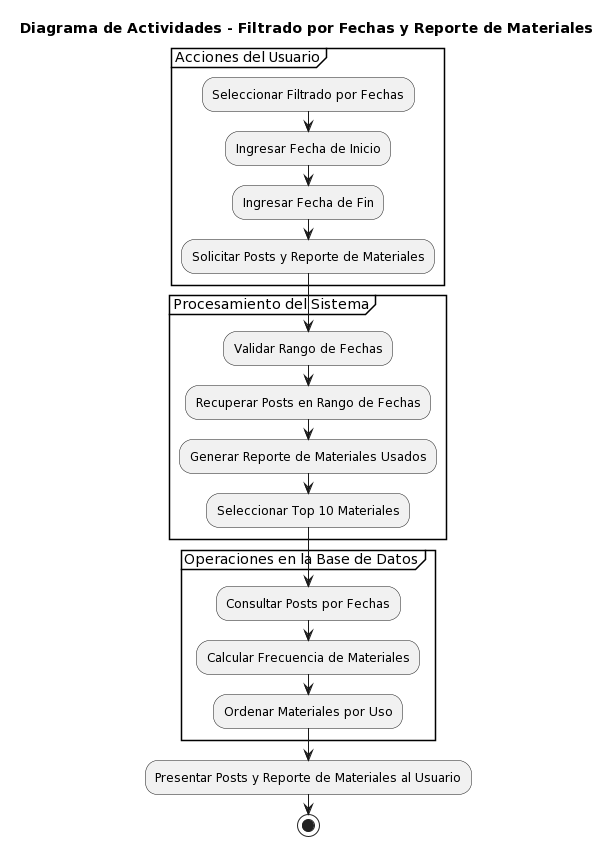 Diagrama de Actividades - Filtrado por Fechas y Reporte de Materiales
Acciones del Usuario
Seleccionar Filtrado por Fechas
Ingresar Fecha de Inicio
Ingresar Fecha de Fin
Solicitar Posts y Reporte de Materiales
Procesamiento del Sistema
Validar Rango de Fechas
Recuperar Posts en Rango de Fechas
Generar Reporte de Materiales Usados
Seleccionar Top 10 Materiales
Operaciones en la Base de Datos
Consultar Posts por Fechas
Calcular Frecuencia de Materiales
Ordenar Materiales por Uso
Presentar Posts y Reporte de Materiales al Usuario